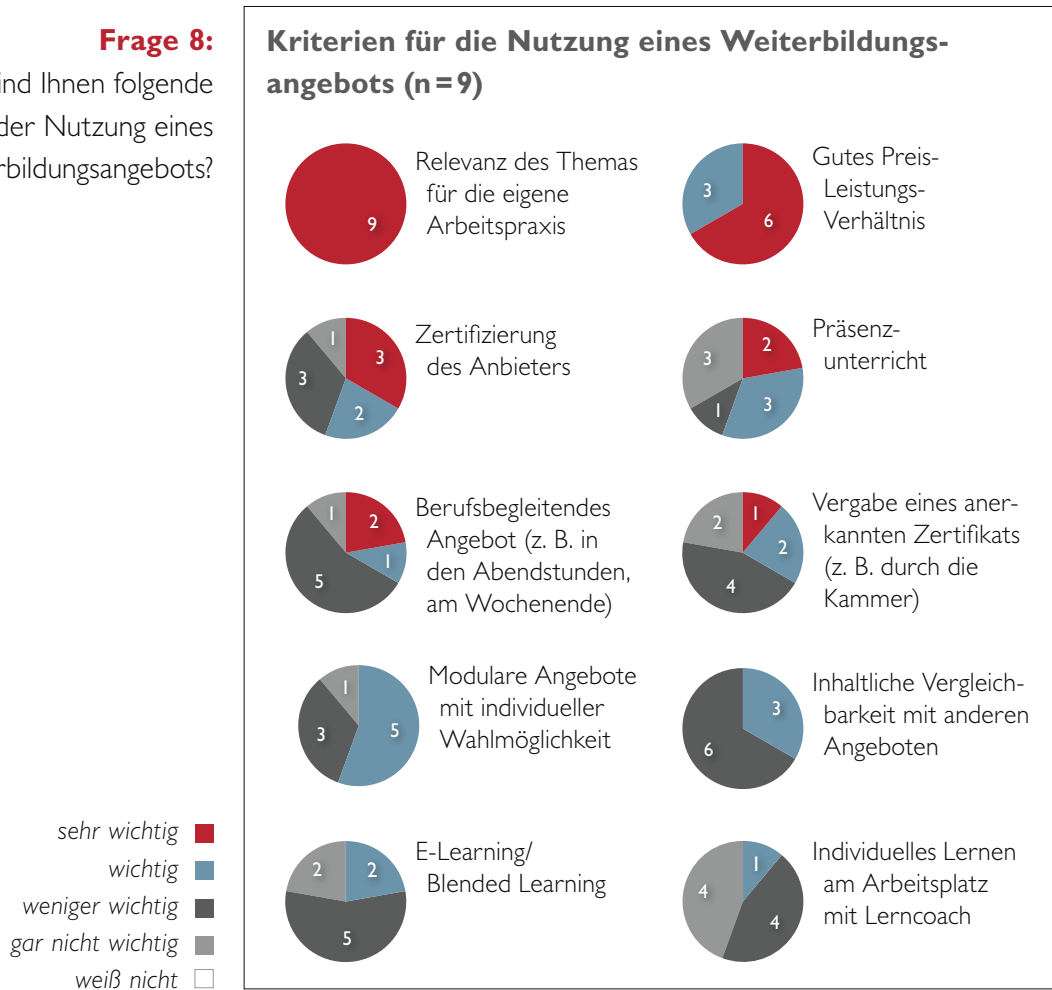 Frage 8:
ind Ihnen folgende
der Nutzung eines
rbildungsangebots?
Kriterien für die Nutzung eines Weiterbildungs-
angebots (n=9)
9
Relevanz des Themas
für die eigene
Arbeitspraxis
3
6
Gutes Preis-
Leistungs-
Verhältnis
1
3
3
2
Zertifizierung
des Anbieters
3
2
1
3
Präsenz-
unterricht
1
2
1
5
Berufsbegleitendes
Angebot (z. B. in
den Abendstunden,
am Wochenende)
2
1
2
4
Vergabe eines aner-
kannten Zertifikats
(z. B. durch die
Kammer)
1
3
5
Modulare Angebote
mit individueller
Wahlmöglichkeit
3
6
Inhaltliche Vergleich-
barkeit mit anderen
Angeboten
2
2
5
E-Learning/
Blended Learning
1
4
4
Individuelles Lernen
am Arbeitsplatz
mit Lerncoach
sehr wichtig
wichtig
weniger wichtig
gar nicht wichtig
weiß nicht